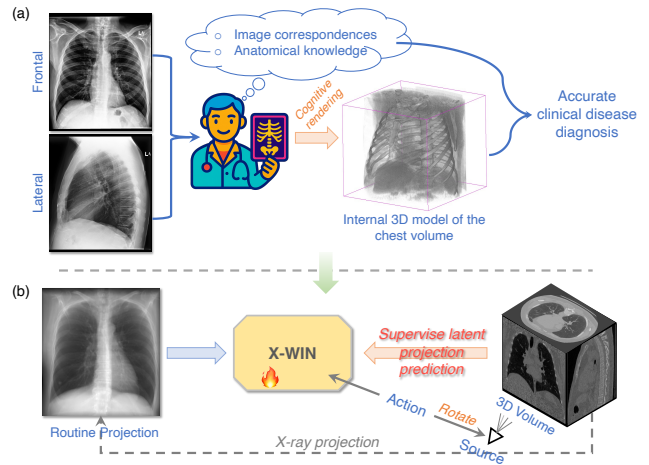 (a)
Frontal
Lateral
Image correspondences
Anatomical knowledge
Cognitive
rendering
Internal 3D model of the
chest volume
Accurate
clinical disease
diagnosis
(b)
Routine Projection
X-WIN
Supervise latent
projection
prediction
Action
Rotate
Source
3D Volume
X-ray projection